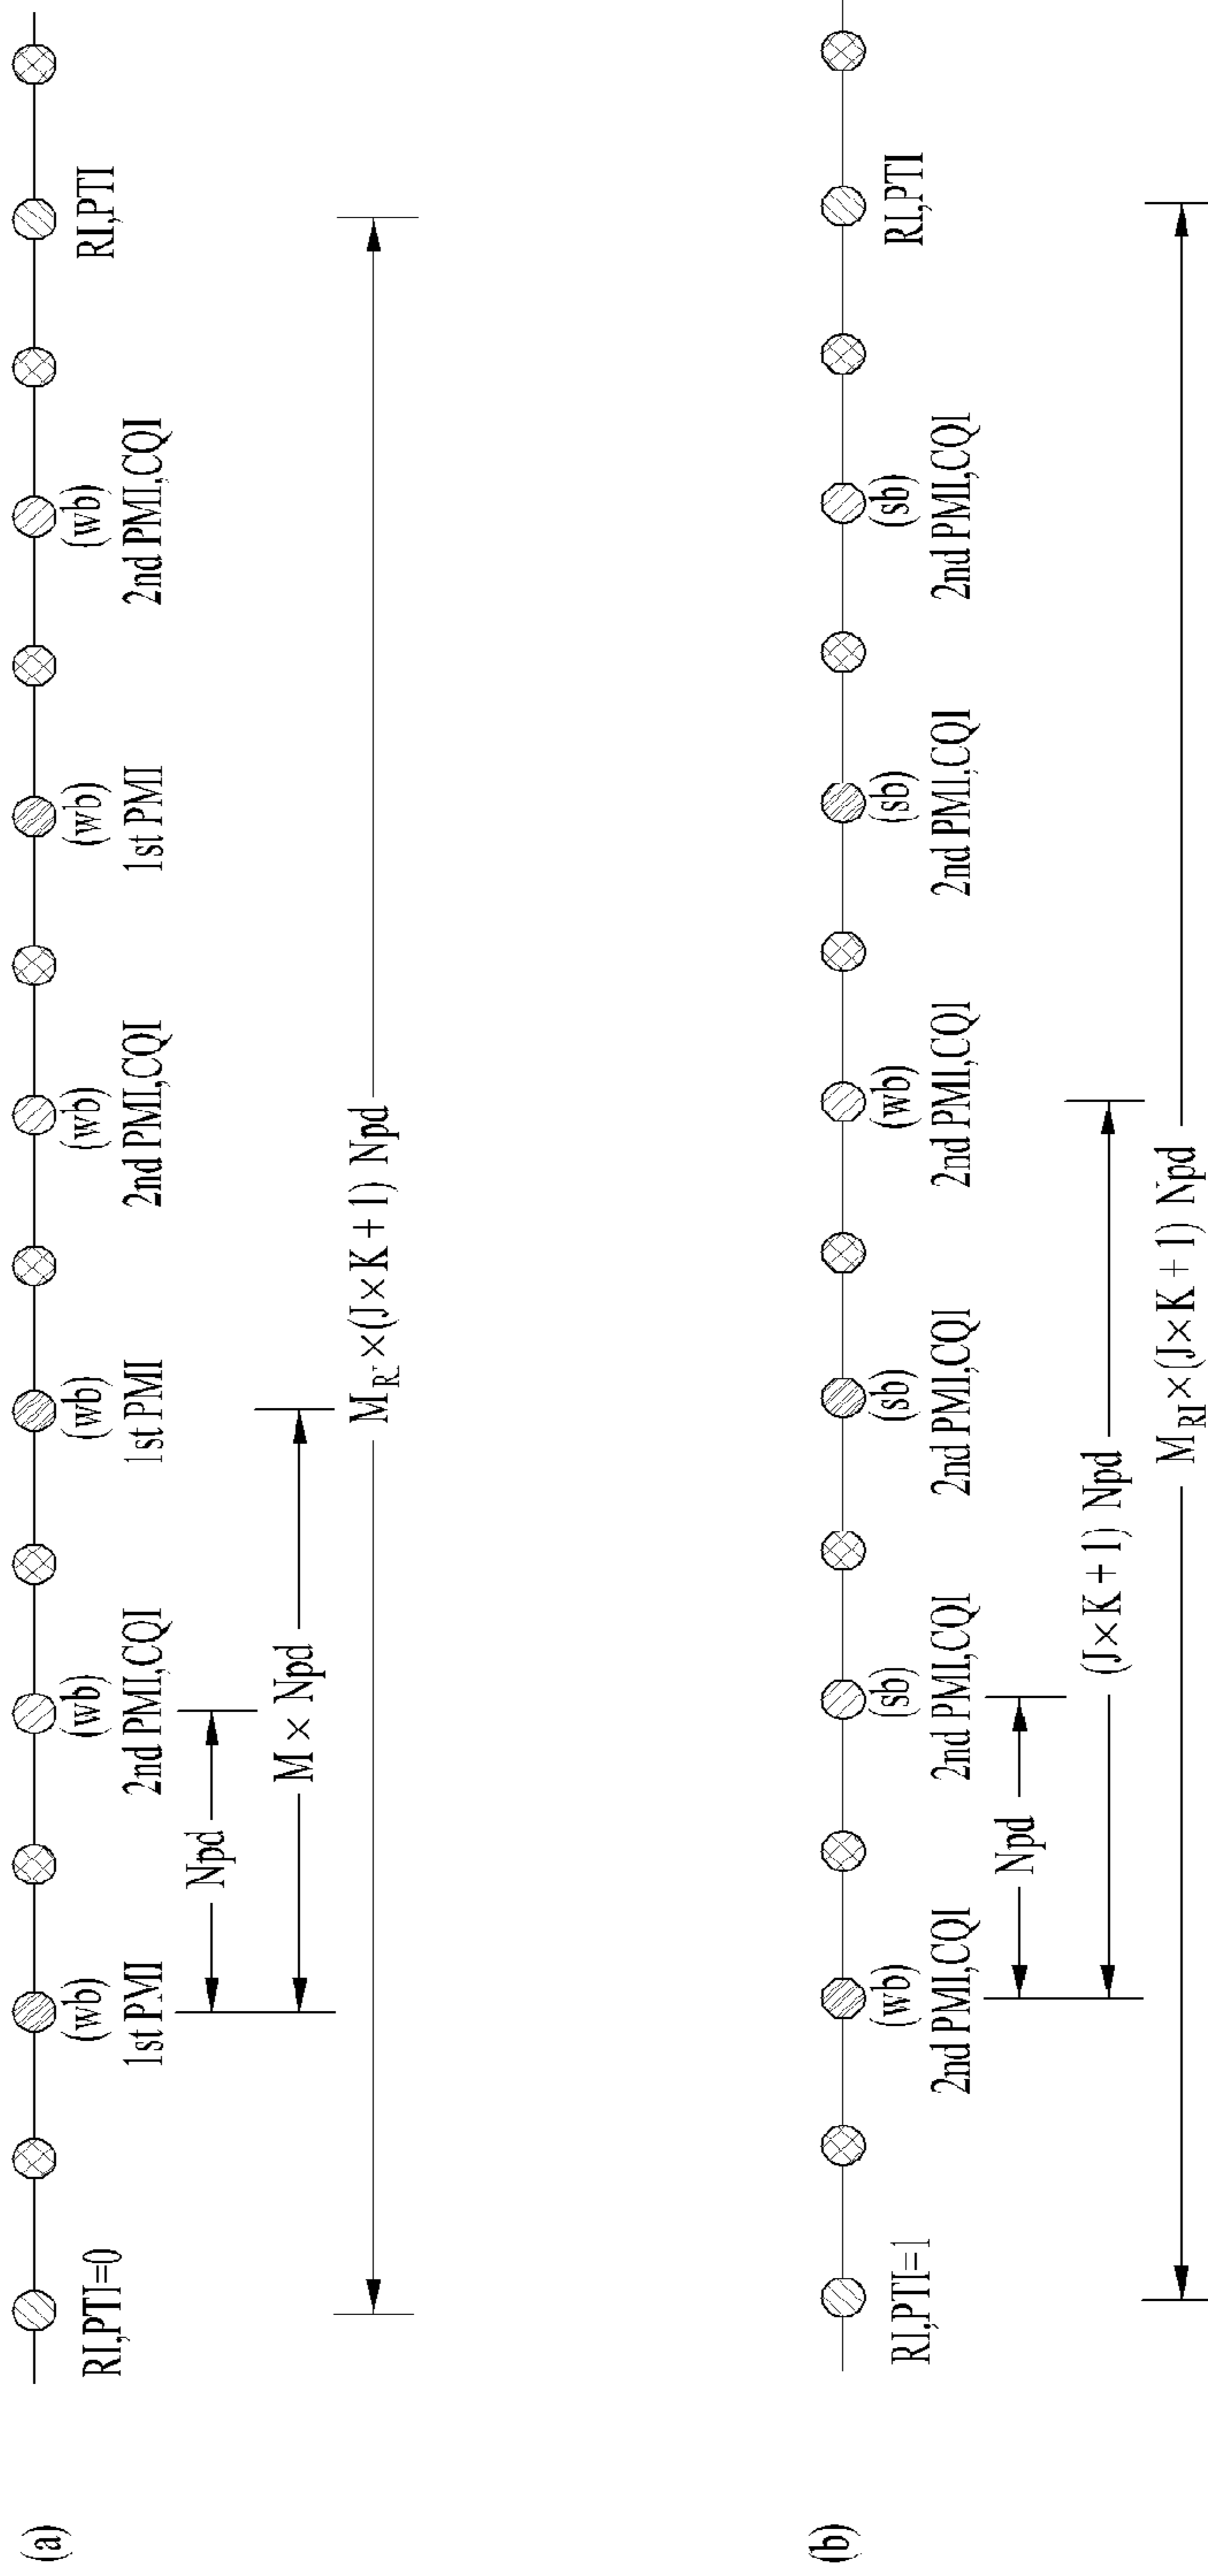 (a)
RI,PTI=0
(wb)
1st PMI
(wb)
2nd PMI,CQI
(wb)
1st PMI
(wb)
2nd PMI,CQI
(wb)
1st PMI
(wb)
2nd PMI,CQI
RI,PTI
Npd
M × Npd
M_RI ×(J×K+1) Npd
(b)
RI,PTI=1
(wb)
2nd PMI,CQI
(sb)
2nd PMI,CQI
(sb)
2nd PMI,CQI
(wb)
2nd PMI,CQI
(sb)
2nd PMI,CQI
(sb)
2nd PMI,CQI
RI,PTI
Npd
(J×K+1) Npd
M_RI ×(J×K+1) Npd